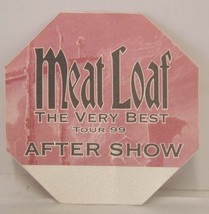 Meat Loaf
THE VERY BEST
TOUR 99
AFTER SHOW